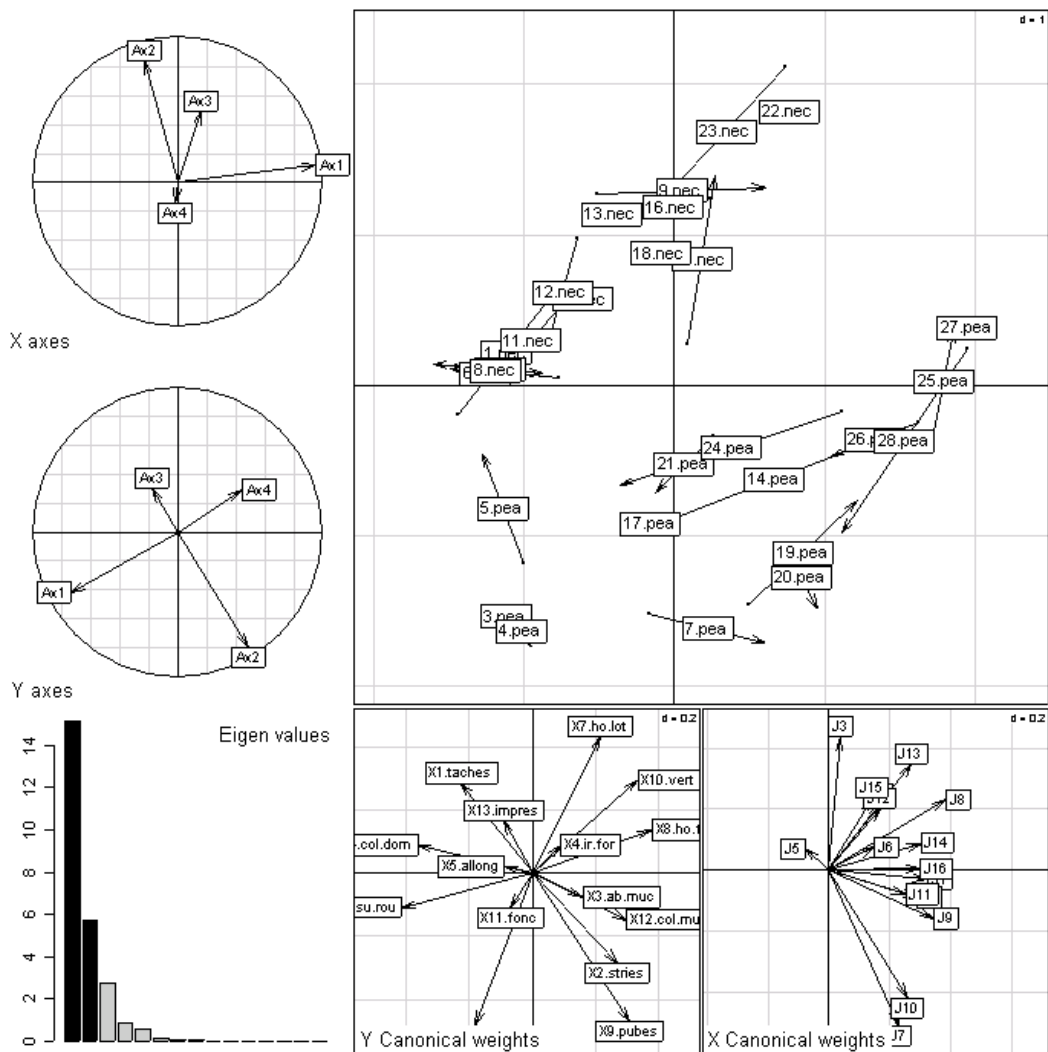 Ax2
Ax3
Ax1
Ax4
X axes
Ax3
Ax4
Ax1
Ax2
Y axes
Eigen values
14
12
10
8
6
4
2
0
d = 1
22.nec
23.nec
9.nec
16.nec
13.nec
18.nec
.nec
12.nec
nec
11.nec
1
8.nec
27.pea
25.pea
26.p
28.pea
24.pea
21.pea
14.pea
5.pea
17.pea
19.pea
20.pea
3.pea
4.pea
7.pea
d = 0.2
X7.ho.lot
X1.taches
X10.vert
X13.impres
X8.ho.t
.col.dom
X4.ir.for
X5.allong
X3.ab.muc
su.rou
X11.fonc
X12.col.mu
X2.stries
X9.pubes
Y Canonical weights
d = 0.2
J3
J13
J15
J12
J8
J14
J6
J5
J16
J11
J9
J10
J7
X Canonical weights